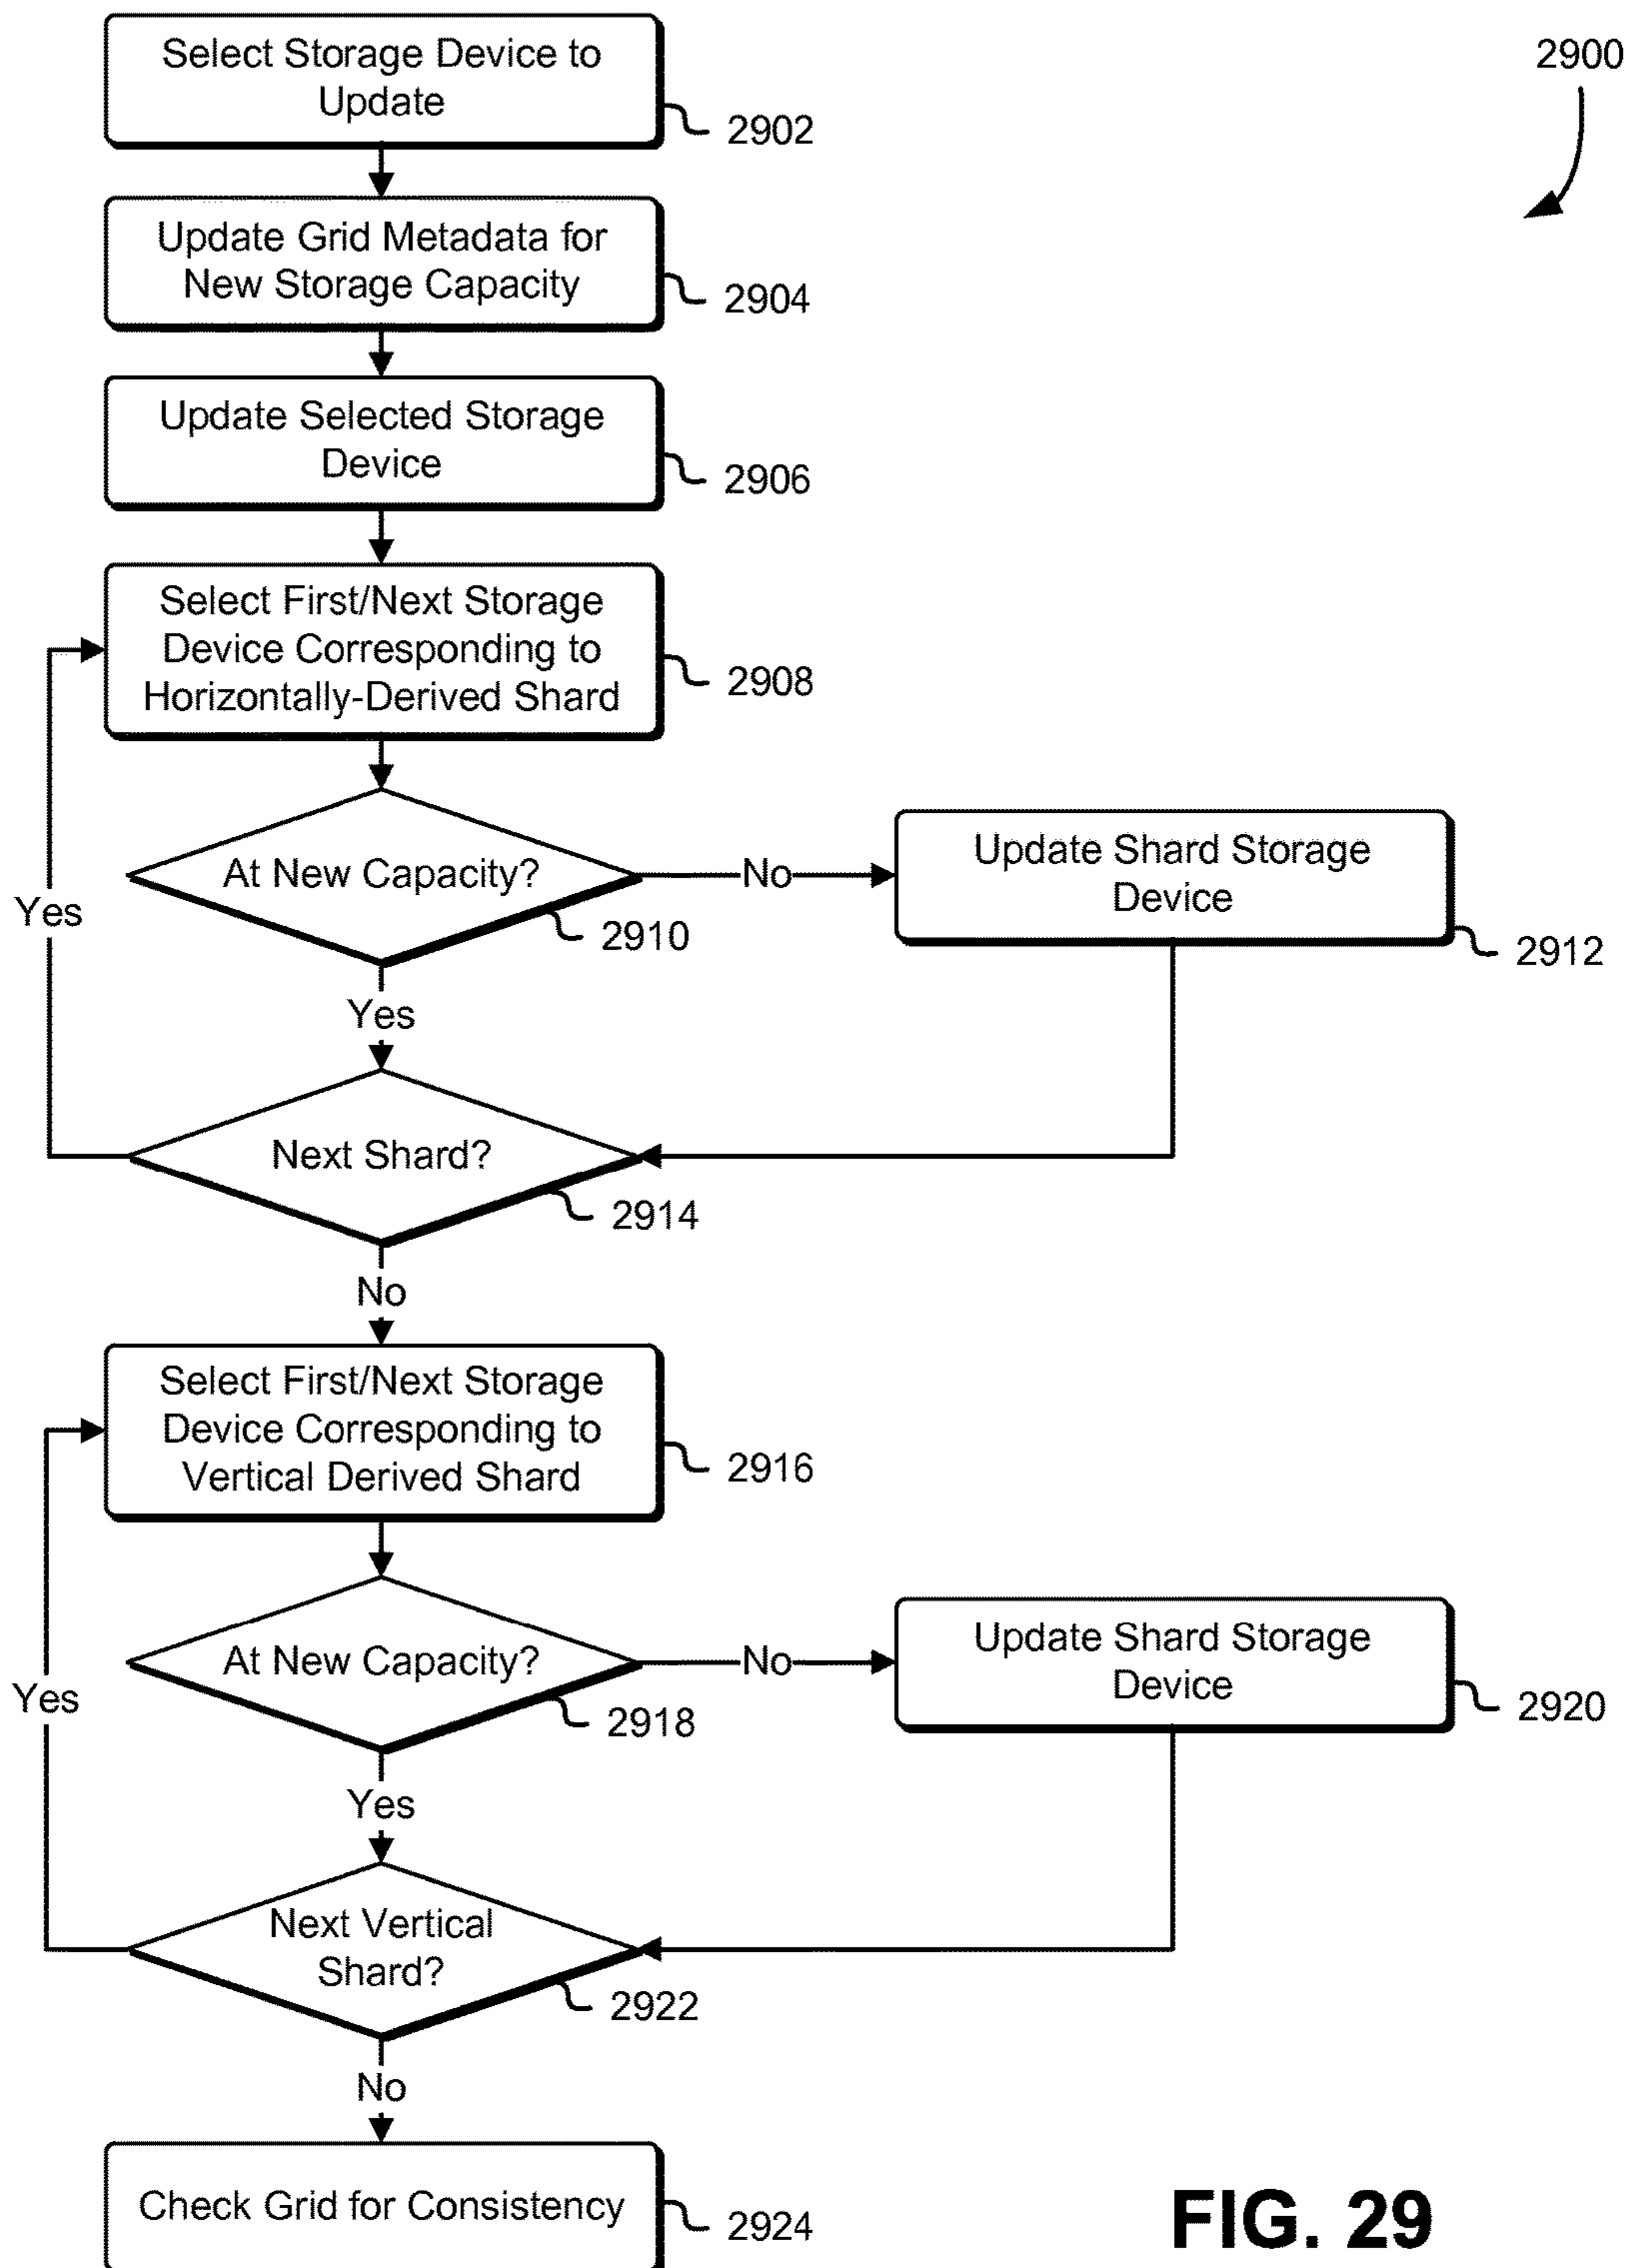 Select Storage Device to
Update
2902
2900
Update Grid Metadata for
New Storage Capacity
2904
Update Selected Storage
Device
2906
Select First/Next Storage
Device Corresponding to
Horizontally-Derived Shard
2908
At New Capacity?
2910
No
Update Shard Storage
Device
2912
Yes
Yes
Next Shard?
2914
No
Select First/Next Storage
Device Corresponding to
Vertical Derived Shard
2916
At New Capacity?
2918
No
Update Shard Storage
Device
2920
Yes
Yes
Next Vertical
Shard?
2922
No
Check Grid for Consistency
2924
FIG. 29